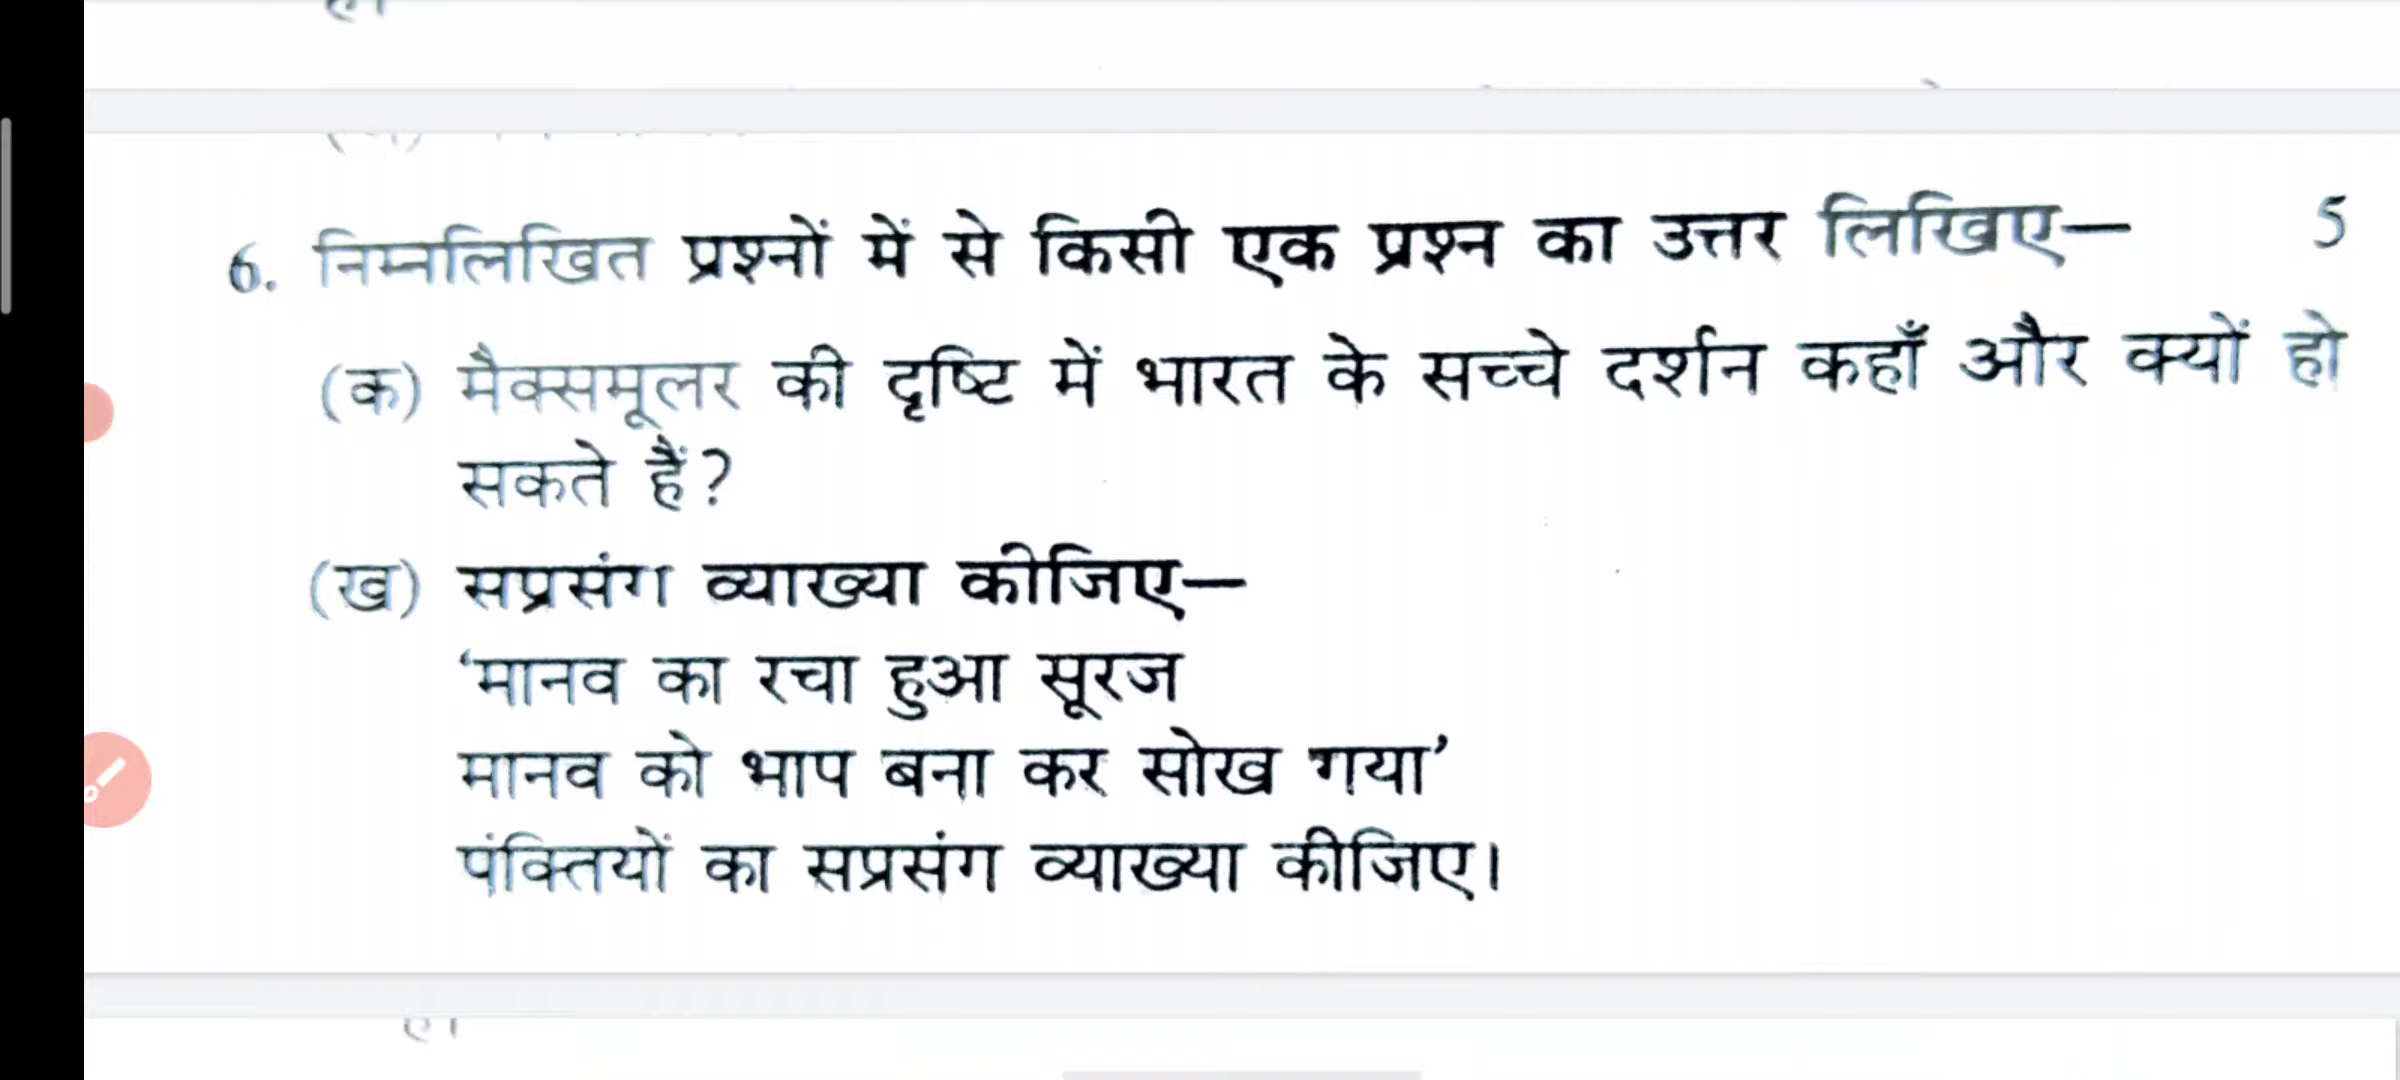 6. निम्नलिखित प्रश्नों में से किसी एक प्रश्न का उत्तर लिखिए— 5
(क) मैक्समूलर की दृष्टि में भारत के सच्चे दर्शन कहाँ और क्यों हो
सकते हैं?
(ख) सप्रसंग व्याख्या कीजिए—
‘मानव का रचा हुआ सूरज
मानव को भाप बना कर सोख गया’
पंक्तियों का सप्रसंग व्याख्या कीजिए।